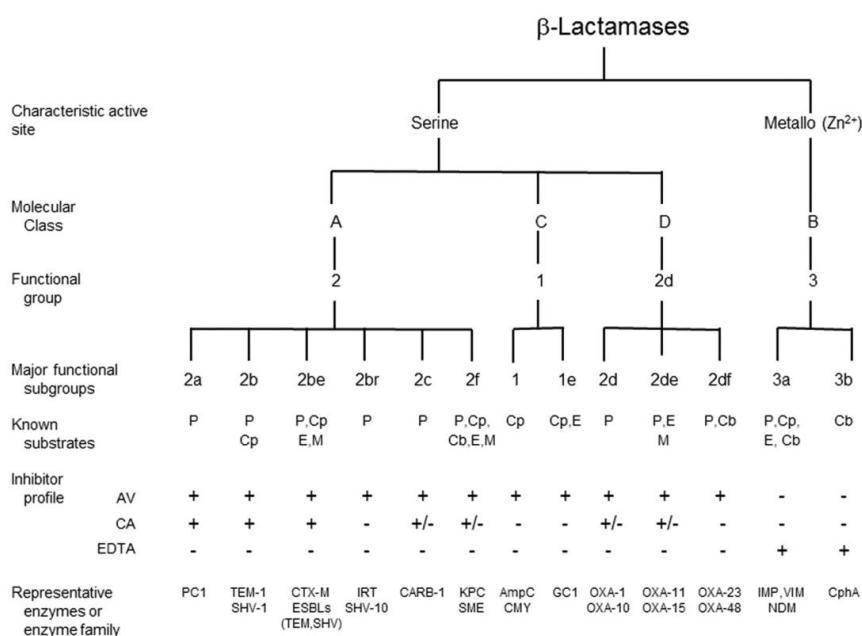 β-Lactamases
Characteristic active
site
Serine Metallo (Zn²⁺)
Molecular
Class
A C D B
Functional
group
2 1 2d 3
Major functional
subgroups
2a 2b 2be 2br 2c 2f 1 1e 2d 2de 2df 3a 3b
Known
substrates
P P P,Cp P P P,Cp, Cp Cp,E P P,E P,Cb P,Cp, Cb
Cp E,M Cb,E,M M E, Cb
Inhibitor
profile
AV + + + + + + + + + + + - -
CA + + + - +/- +/- - - +/- +/- - - -
EDTA - - - - - - - - - - - + +
Representative
enzymes or
enzyme family
PC1 TEM-1 CTX-M IRT CARB-1 KPC AmpC GC1 OXA-1 OXA-11 OXA-23 IMP,VIM CphA
SHV-1 ESBLs SHV-10 SME CMY OXA-10 OXA-15 OXA-48 NDM
(TEM,SHV)